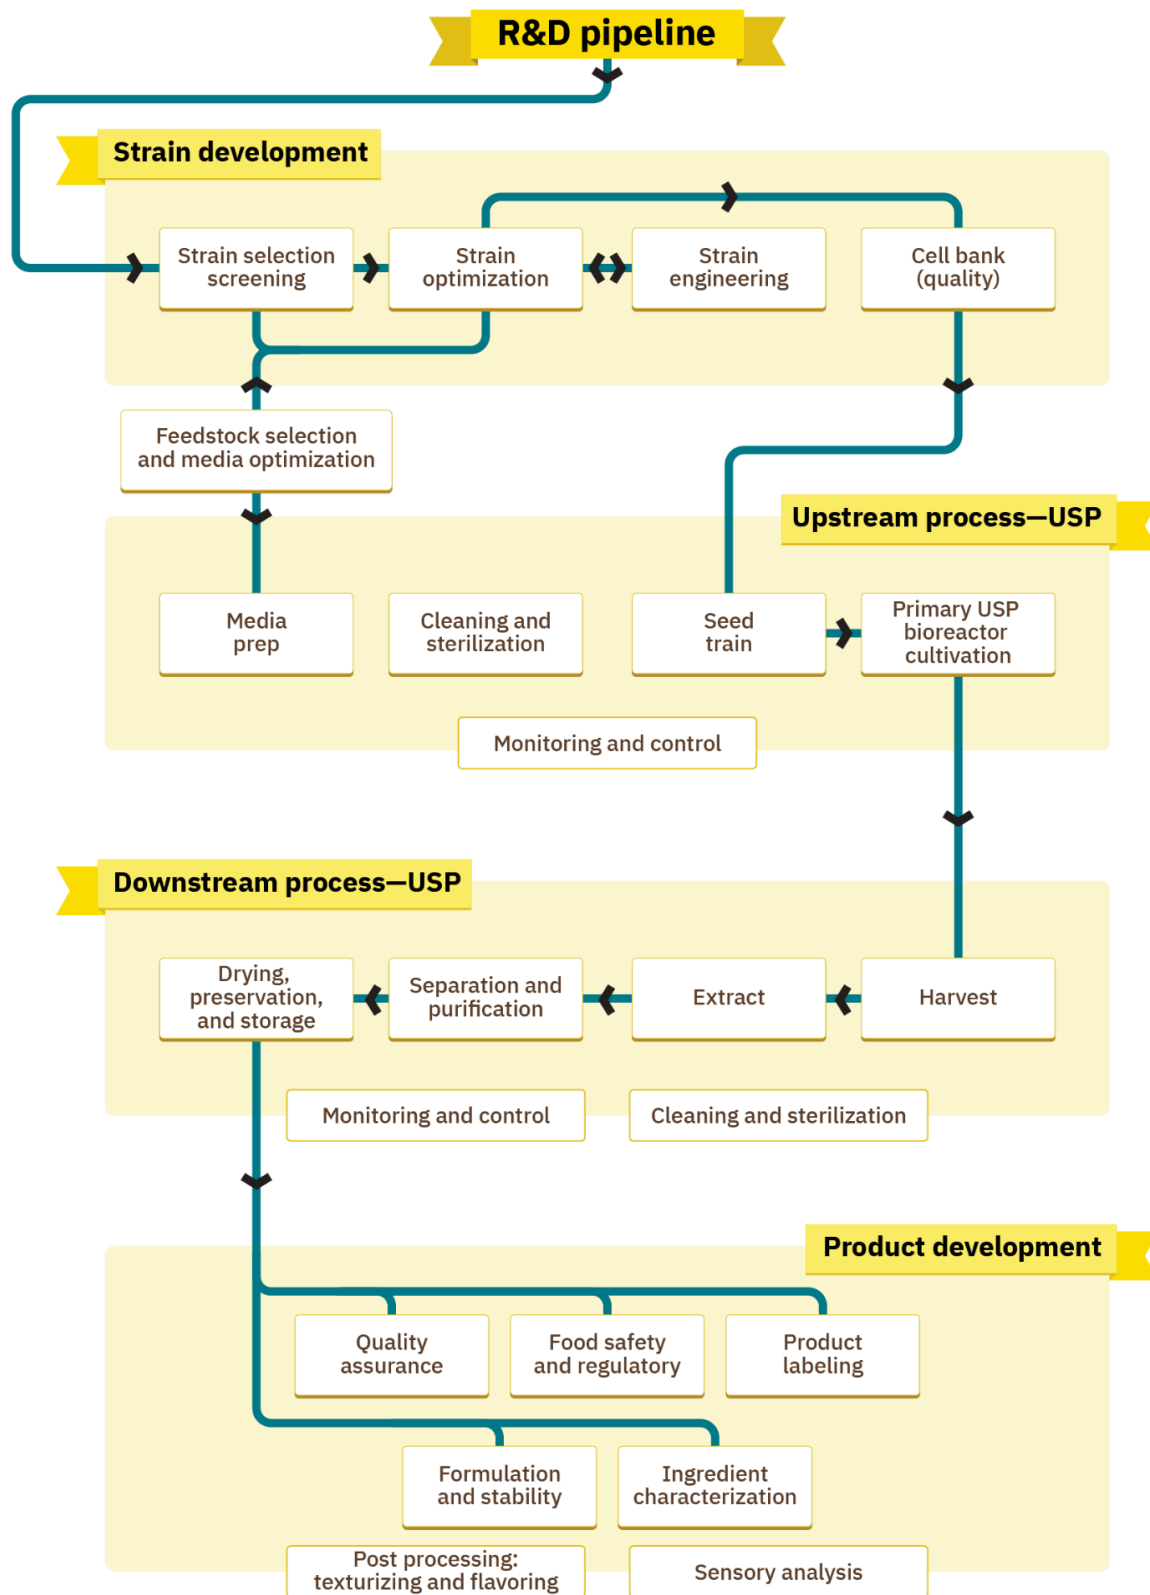 R&D pipeline
Strain development
Strain selection
screening
Strain
optimization
Strain
engineering
Cell bank
(quality)
Feedstock selection
and media optimization
Upstream process—USP
Media
prep
Cleaning and
sterilization
Seed
train
Primary USP
bioreactor
cultivation
Monitoring and control
Downstream process—USP
Drying,
preservation,
and storage
Separation and
purification
Extract
Harvest
Monitoring and control
Cleaning and sterilization
Product development
Quality
assurance
Food safety
and regulatory
Product
labeling
Formulation
and stability
Ingredient
characterization
Post processing:
texturizing and flavoring
Sensory analysis